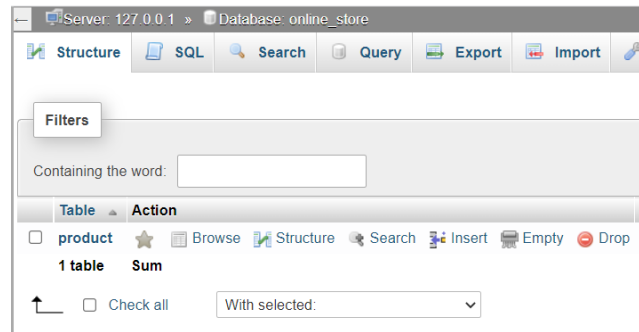 Server: 127.0.0.1 » Database: online_store
Structure SQL Search Query Export Import
Filters
Containing the word:
Table Action
product Browse Structure Search Insert Empty Drop
1 table Sum
Check all With selected: